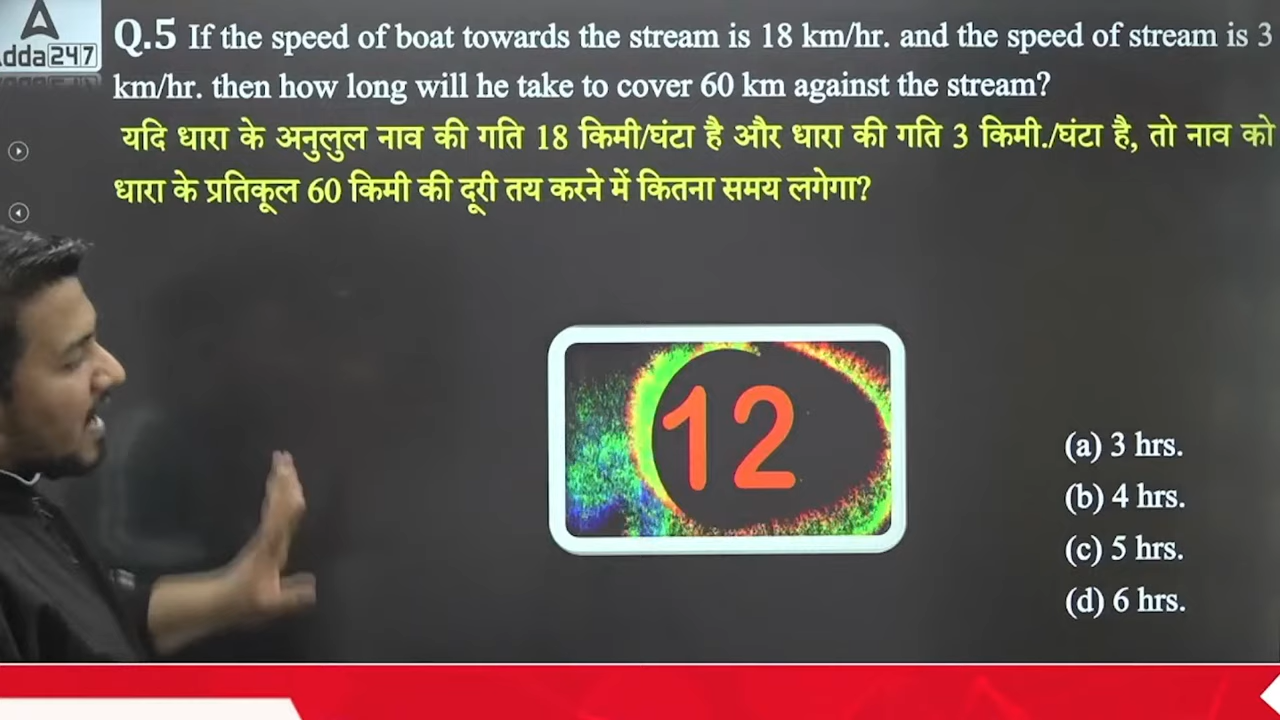 Adda247
Q.5 If the speed of boat towards the stream is 18 km/hr. and the speed of stream is 3
km/hr. then how long will he take to cover 60 km against the stream?
यदि धारा के अनुलुल नाव की गति 18 किमी/घंटा है और धारा की गति 3 किमी./घंटा है, तो नाव को
धारा के प्रतिकूल 60 किमी की दूरी तय करने में कितना समय लगेगा?
12
(a) 3 hrs.
(b) 4 hrs.
(c) 5 hrs.
(d) 6 hrs.